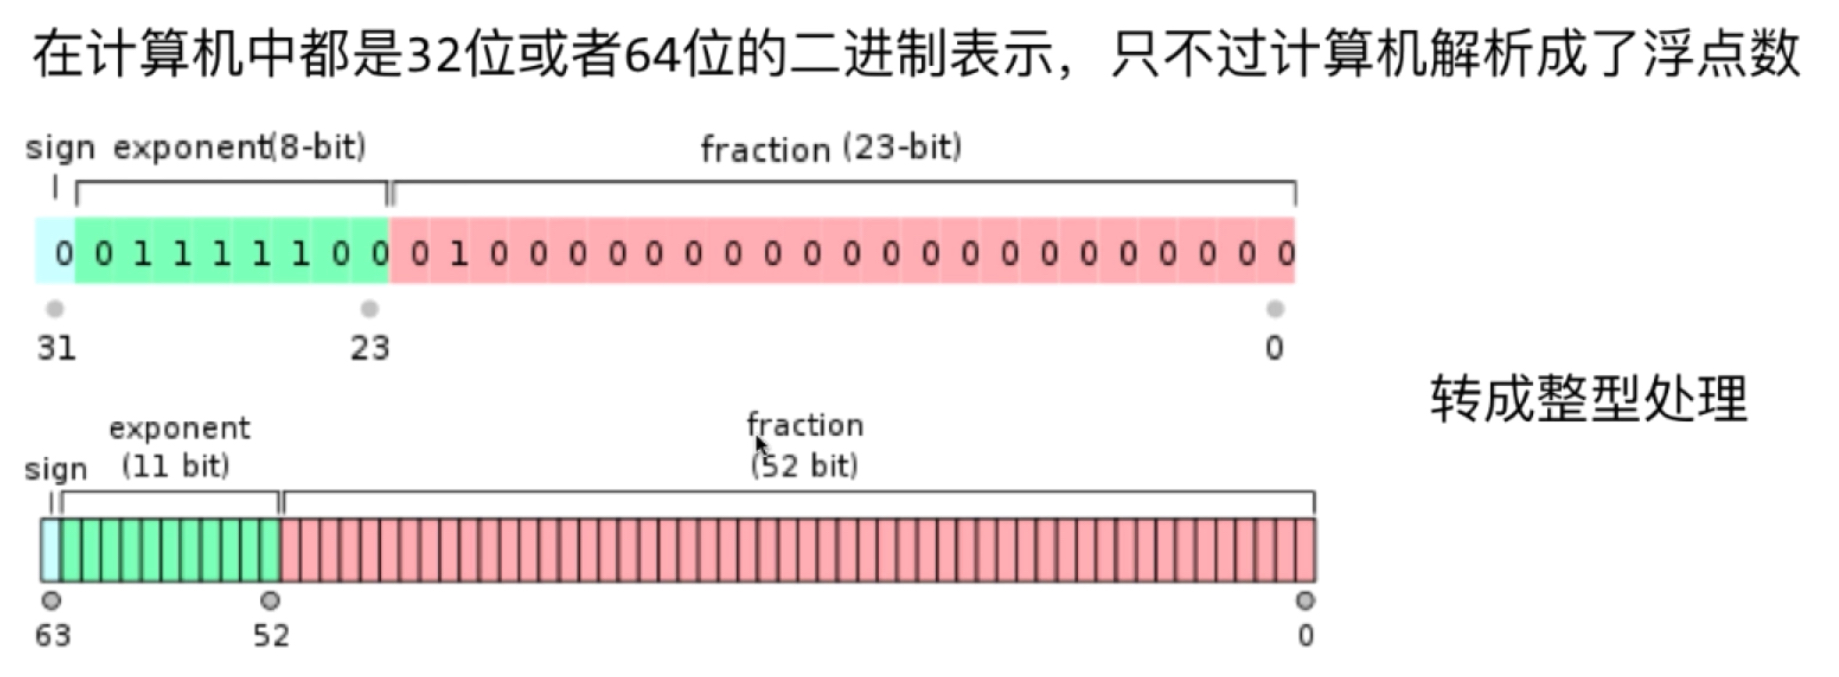 在计算机中都是32位或者64位的二进制表示，只不过计算机解析成了浮点数
sign exponent(8-bit) fraction (23-bit)
0 0 1 1 1 1 1 0 0 0 1 0 0 0 0 0 0 0 0 0 0 0 0 0 0 0 0 0 0 0 0 0
31 23 0
转成整型处理
exponent fraction
sign (11 bit) (52 bit)
63 52 0